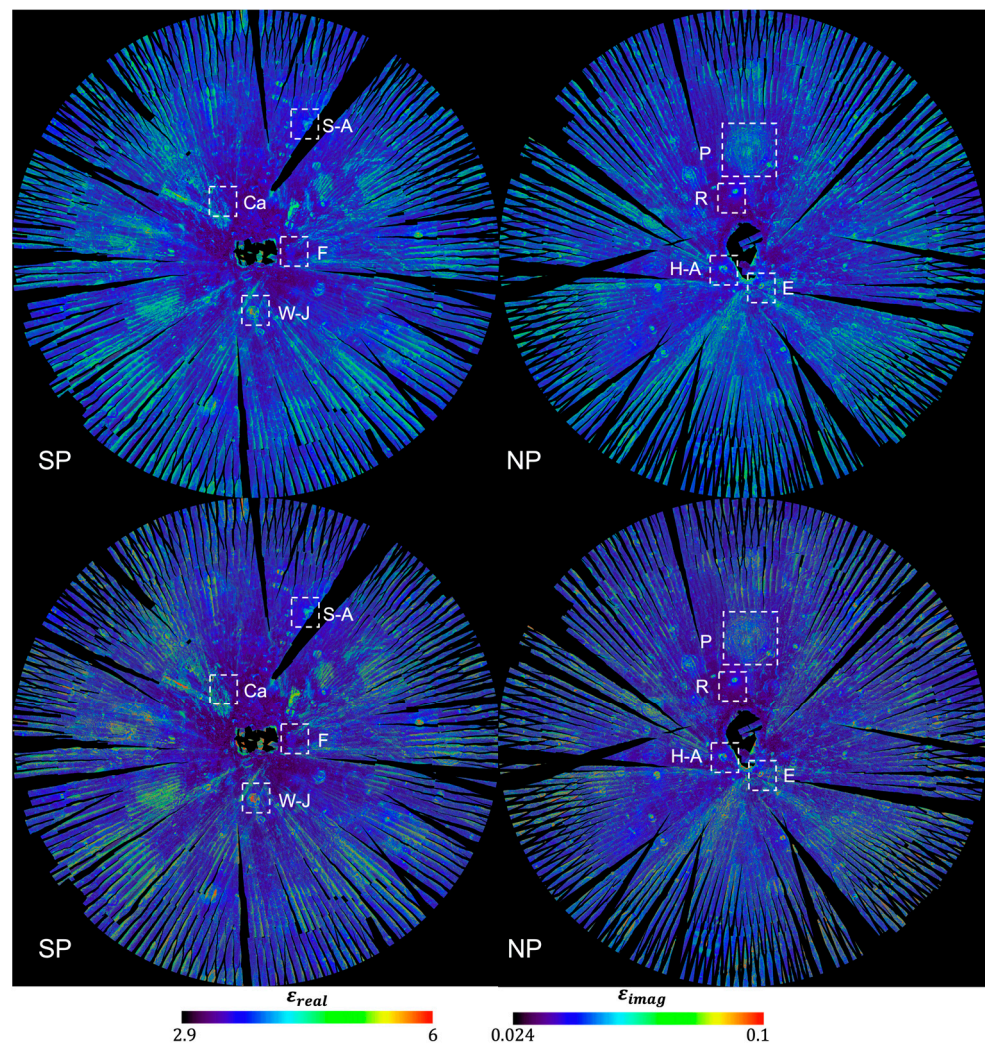 S-A
Ca
F
W-J
SP
P
R
H-A
E
NP
S-A
Ca
F
W-J
SP
P
R
H-A
E
NP
ε_real
2.9 6
ε_imag
0.024 0.1